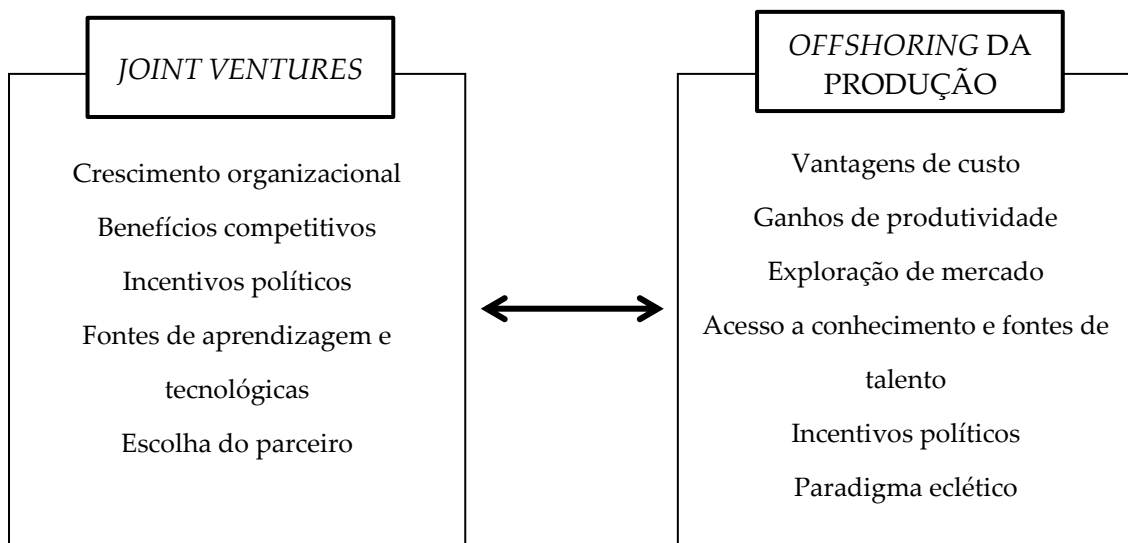 JOINT VENTURES
Crescimento organizacional
Benefícios competitivos
Incentivos políticos
Fontes de aprendizagem e
tecnológicas
Escolha do parceiro
OFFSHORING DA
PRODUÇÃO
Vantagens de custo
Ganhos de produtividade
Exploração de mercado
Acesso a conhecimento e fontes de
talento
Incentivos políticos
Paradigma eclético